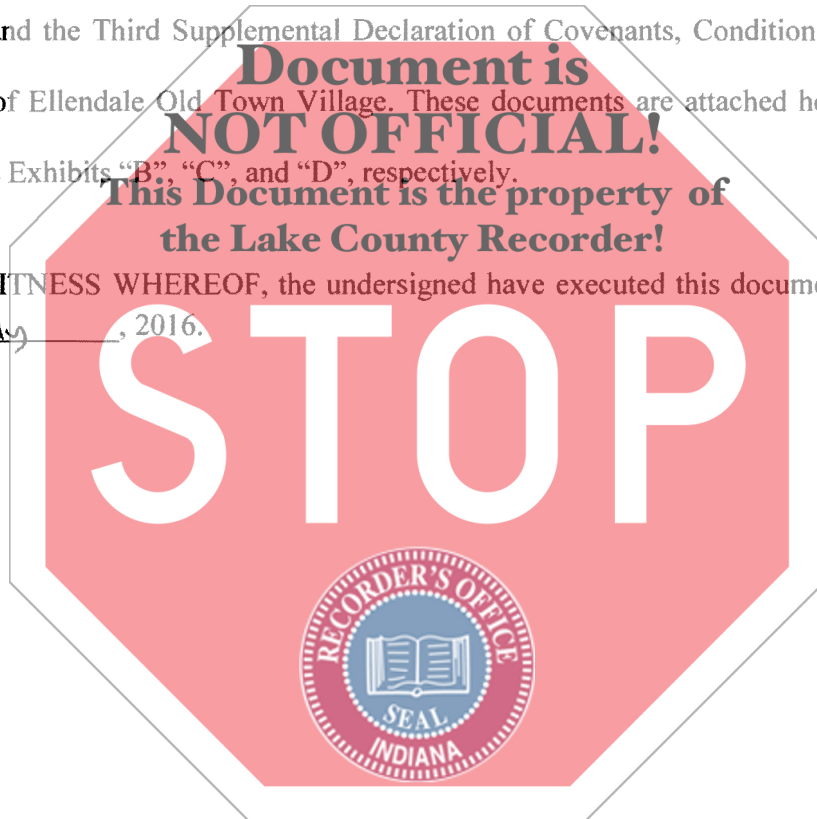 nd the Third Supplemental Declaration of Covenants, Condition
Document is
of Ellendale Old Town Village. These documents are attached he
NOT OFFICIAL!
Exhibits "B", "C", and "D", respectively.
This Document is the property of
the Lake County Recorder!
ITNESS WHEREOF, the undersigned have executed this docume
, 2016.
STOP
RECORDER'S OFFICE
SEAL
INDIANA